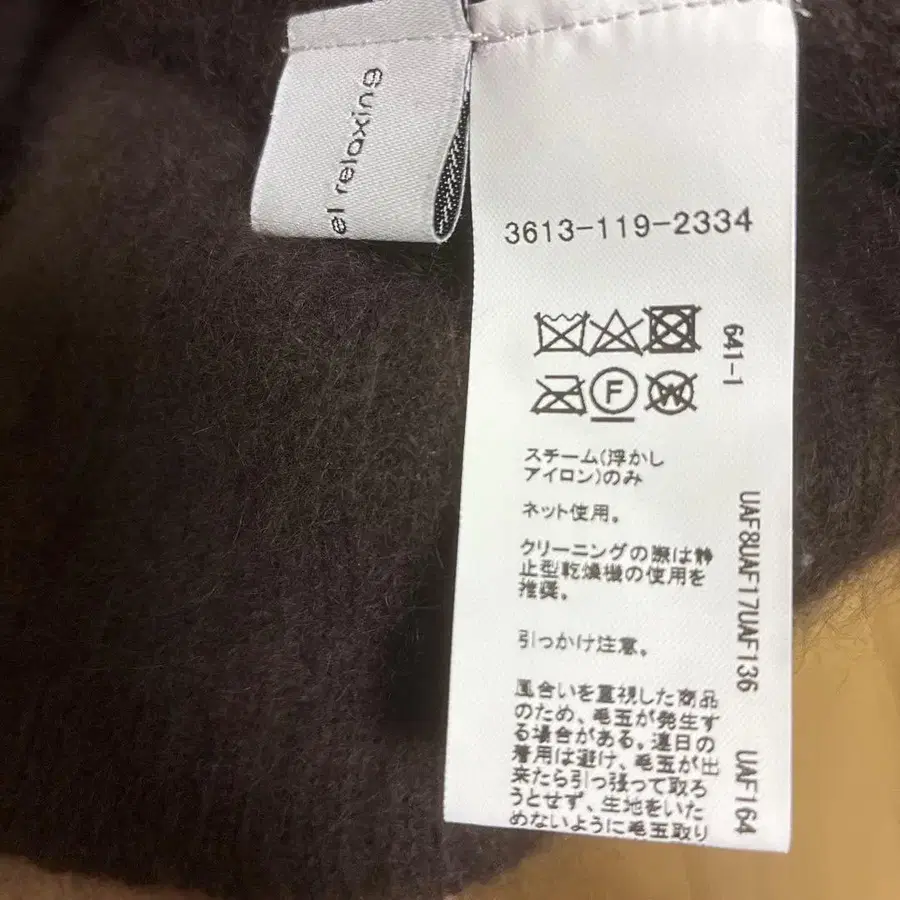 el relaxing
3613-119-2334
641-1
F
W
スチーム(浮かし
アイロン)のみ
ネット使用。
クリーニングの際は静
止型乾燥機の使用を
推奨。
引っかけ注意。
風合いを重視した商品
のため、毛玉が発生す
る場合がある。連日の
着用は避け、毛玉が出
来たら引っ張って取ろ
うとせず、生地をいた
めないように毛玉取り
UAF8UAF17UAF136 UAF164